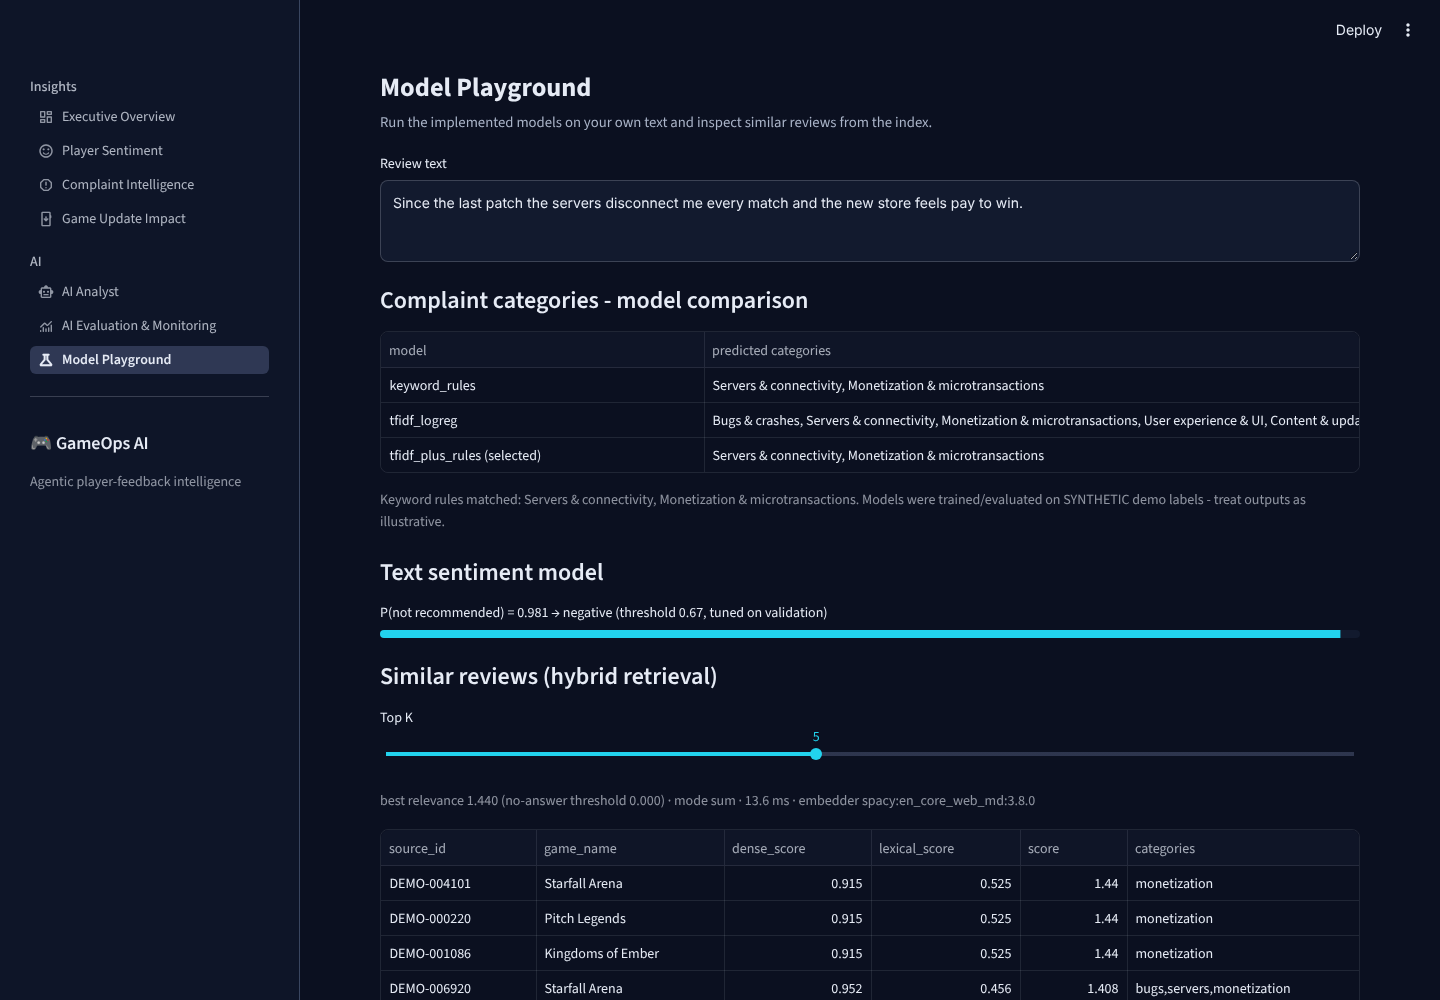 Deploy
Insights
Executive Overview
Player Sentiment
Complaint Intelligence
Game Update Impact
AI
AI Analyst
AI Evaluation & Monitoring
Model Playground
🎮 GameOps AI
Agentic player-feedback intelligence
Model Playground
Run the implemented models on your own text and inspect similar reviews from the index.
Review text
Since the last patch the servers disconnect me every match and the new store feels pay to win.
Complaint categories - model comparison
model predicted categories
keyword_rules Servers & connectivity, Monetization & microtransactions
tfidf_logreg Bugs & crashes, Servers & connectivity, Monetization & microtransactions, User experience & UI, Content & upda
tfidf_plus_rules (selected) Servers & connectivity, Monetization & microtransactions
Keyword rules matched: Servers & connectivity, Monetization & microtransactions. Models were trained/evaluated on SYNTHETIC demo labels - treat outputs as
illustrative.
Text sentiment model
P(not recommended) = 0.981 → negative (threshold 0.67, tuned on validation)
Similar reviews (hybrid retrieval)
Top K
5
best relevance 1.440 (no-answer threshold 0.000) · mode sum · 13.6 ms · embedder spacy:en_core_web_md:3.8.0
source_id game_name dense_score lexical_score score categories
DEMO-004101 Starfall Arena 0.915 0.525 1.44 monetization
DEMO-000220 Pitch Legends 0.915 0.525 1.44 monetization
DEMO-001086 Kingdoms of Ember 0.915 0.525 1.44 monetization
DEMO-006920 Starfall Arena 0.952 0.456 1.408 bugs,servers,monetization